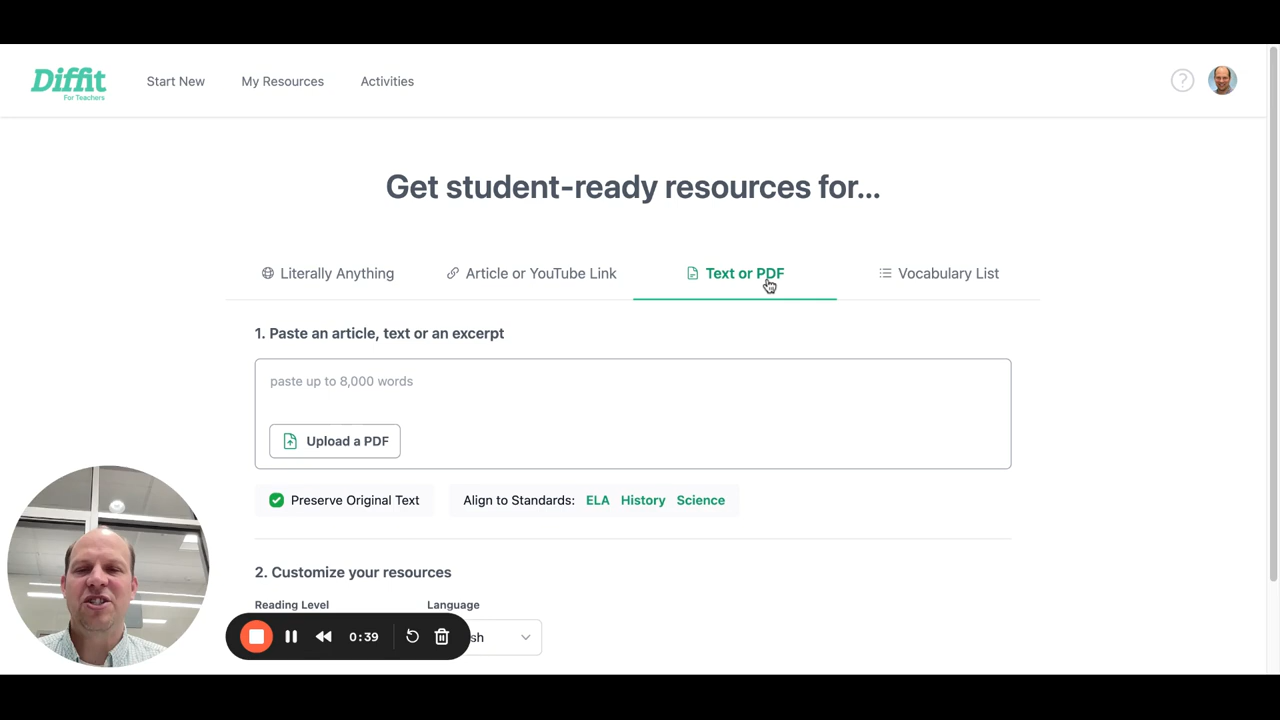 Diffit
For Teachers
Start New
My Resources
Activities
?
Get student-ready resources for...
Literally Anything
Article or YouTube Link
Text or PDF
Vocabulary List
1. Paste an article, text or an excerpt
paste up to 8,000 words
Upload a PDF
Preserve Original Text
Align to Standards: ELA History Science
2. Customize your resources
Reading Level
Language
sh
0:39